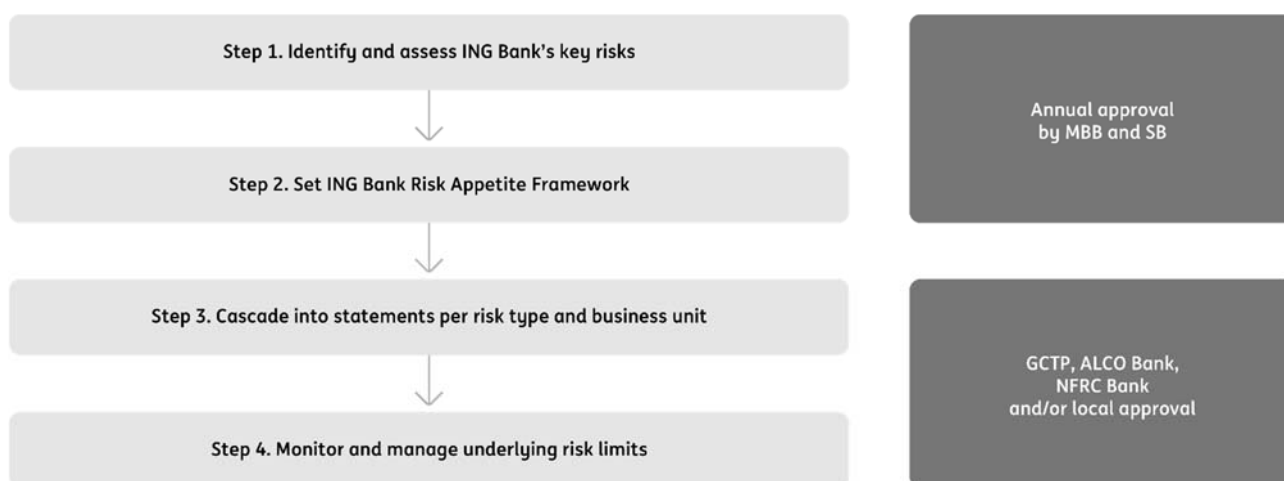 Step 1. Identify and assess ING Bank's key risks
Annual approval
by MBB and SB
Step 2. Set ING Bank Risk Appetite Framework
Step 3. Cascade into statements per risk type and business unit
GCTP, ALCO Bank,
NFRC Bank
and/or local approval
Step 4. Monitor and manage underlying risk limits